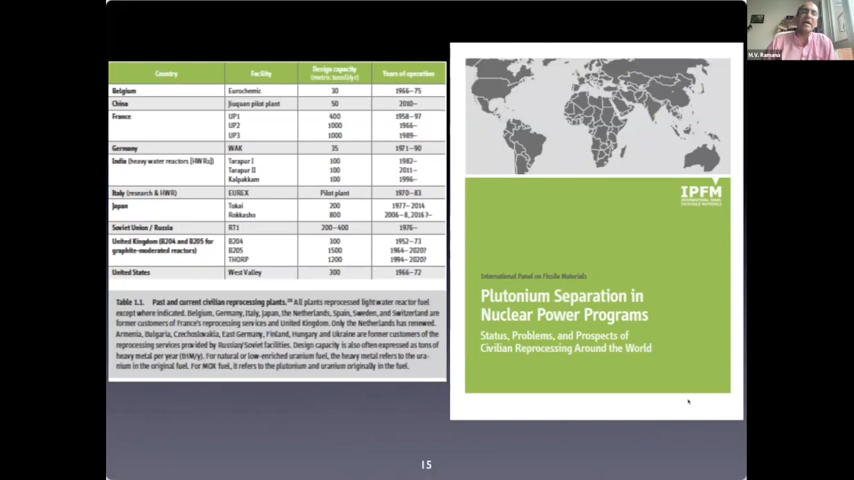 M.V. Ramana
Country Facility Design capacity (metric tons/yr) Years of operation
Belgium Eurochemic 30 1966–75
China Jiuquan pilot plant 50 2010–
France UP1 400 1958–97
UP2 1000 1966–
UP3 1000 1989–
Germany WAK 35 1971–90
India (heavy water reactors [HWRs]) Tarapur I 100 1982–
Tarapur II 100 2011–
Kalpakkam 100 1996–
Italy (research & HWR) EUREX Pilot plant 1970–83
Japan Tokai 200 1977–2014
Rokkasho 800 2006–8, 2016?–
Soviet Union / Russia RT1 200–400 1976–
United Kingdom (B204 and B205 for B204 300 1952–73
graphite-moderated reactors) B205 1500 1964–2020?
THORP 1200 1994–2020?
United States West Valley 300 1966–72
Table 1.1. Past and current civilian reprocessing plants. All plants reprocessed light water reactor fuel
except where indicated. Belgium, Germany, Italy, Japan, the Netherlands, Spain, Sweden, and Switzerland are
former customers of France's reprocessing services and United Kingdom. Only the Netherlands has renewed.
Armenia, Bulgaria, Czechoslovakia, East Germany, Finland, Hungary and Ukraine are former customers of the
reprocessing services provided by Russian/Soviet facilities. Design capacity is also often expressed as tons of
heavy metal per year (tHM/y). For natural or low-enriched uranium fuel, the heavy metal refers to the ura-
nium in the original fuel. For MOX fuel, it refers to the plutonium and uranium originally in the fuel.
IPFM
INTERNATIONAL PANEL
ON FISSILE MATERIALS
International Panel on Fissile Materials
Plutonium Separation in
Nuclear Power Programs
Status, Problems, and Prospects of
Civilian Reprocessing Around the World
15